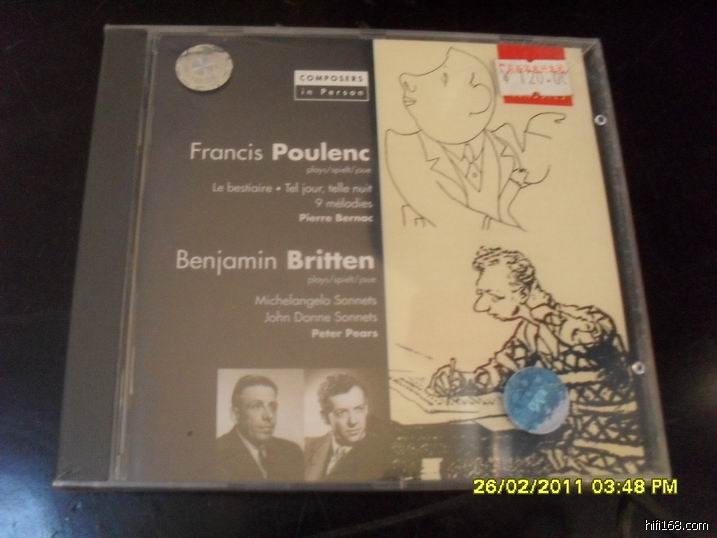 COMPOSERS
in Person
Francis Poulenc
plays/spielt/joue
Le bestiaire • Tel jour, telle nuit
9 mélodies
Pierre Bernac
Benjamin Britten
plays/spielt/joue
Michelangelo Sonnets
John Donne Sonnets
Peter Pears
26/02/2011 03:48 PM
hifi168.com